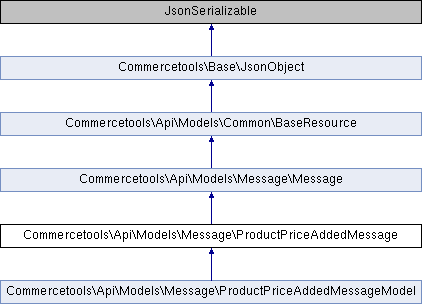 JsonSerializable
Commercetools\Base\JsonObject
Commercetools\Api\Models\Common\BaseResource
Commercetools\Api\Models\Message\Message
Commercetools\Api\Models\Message\ProductPriceAddedMessage
Commercetools\Api\Models\Message\ProductPriceAddedMessageModel